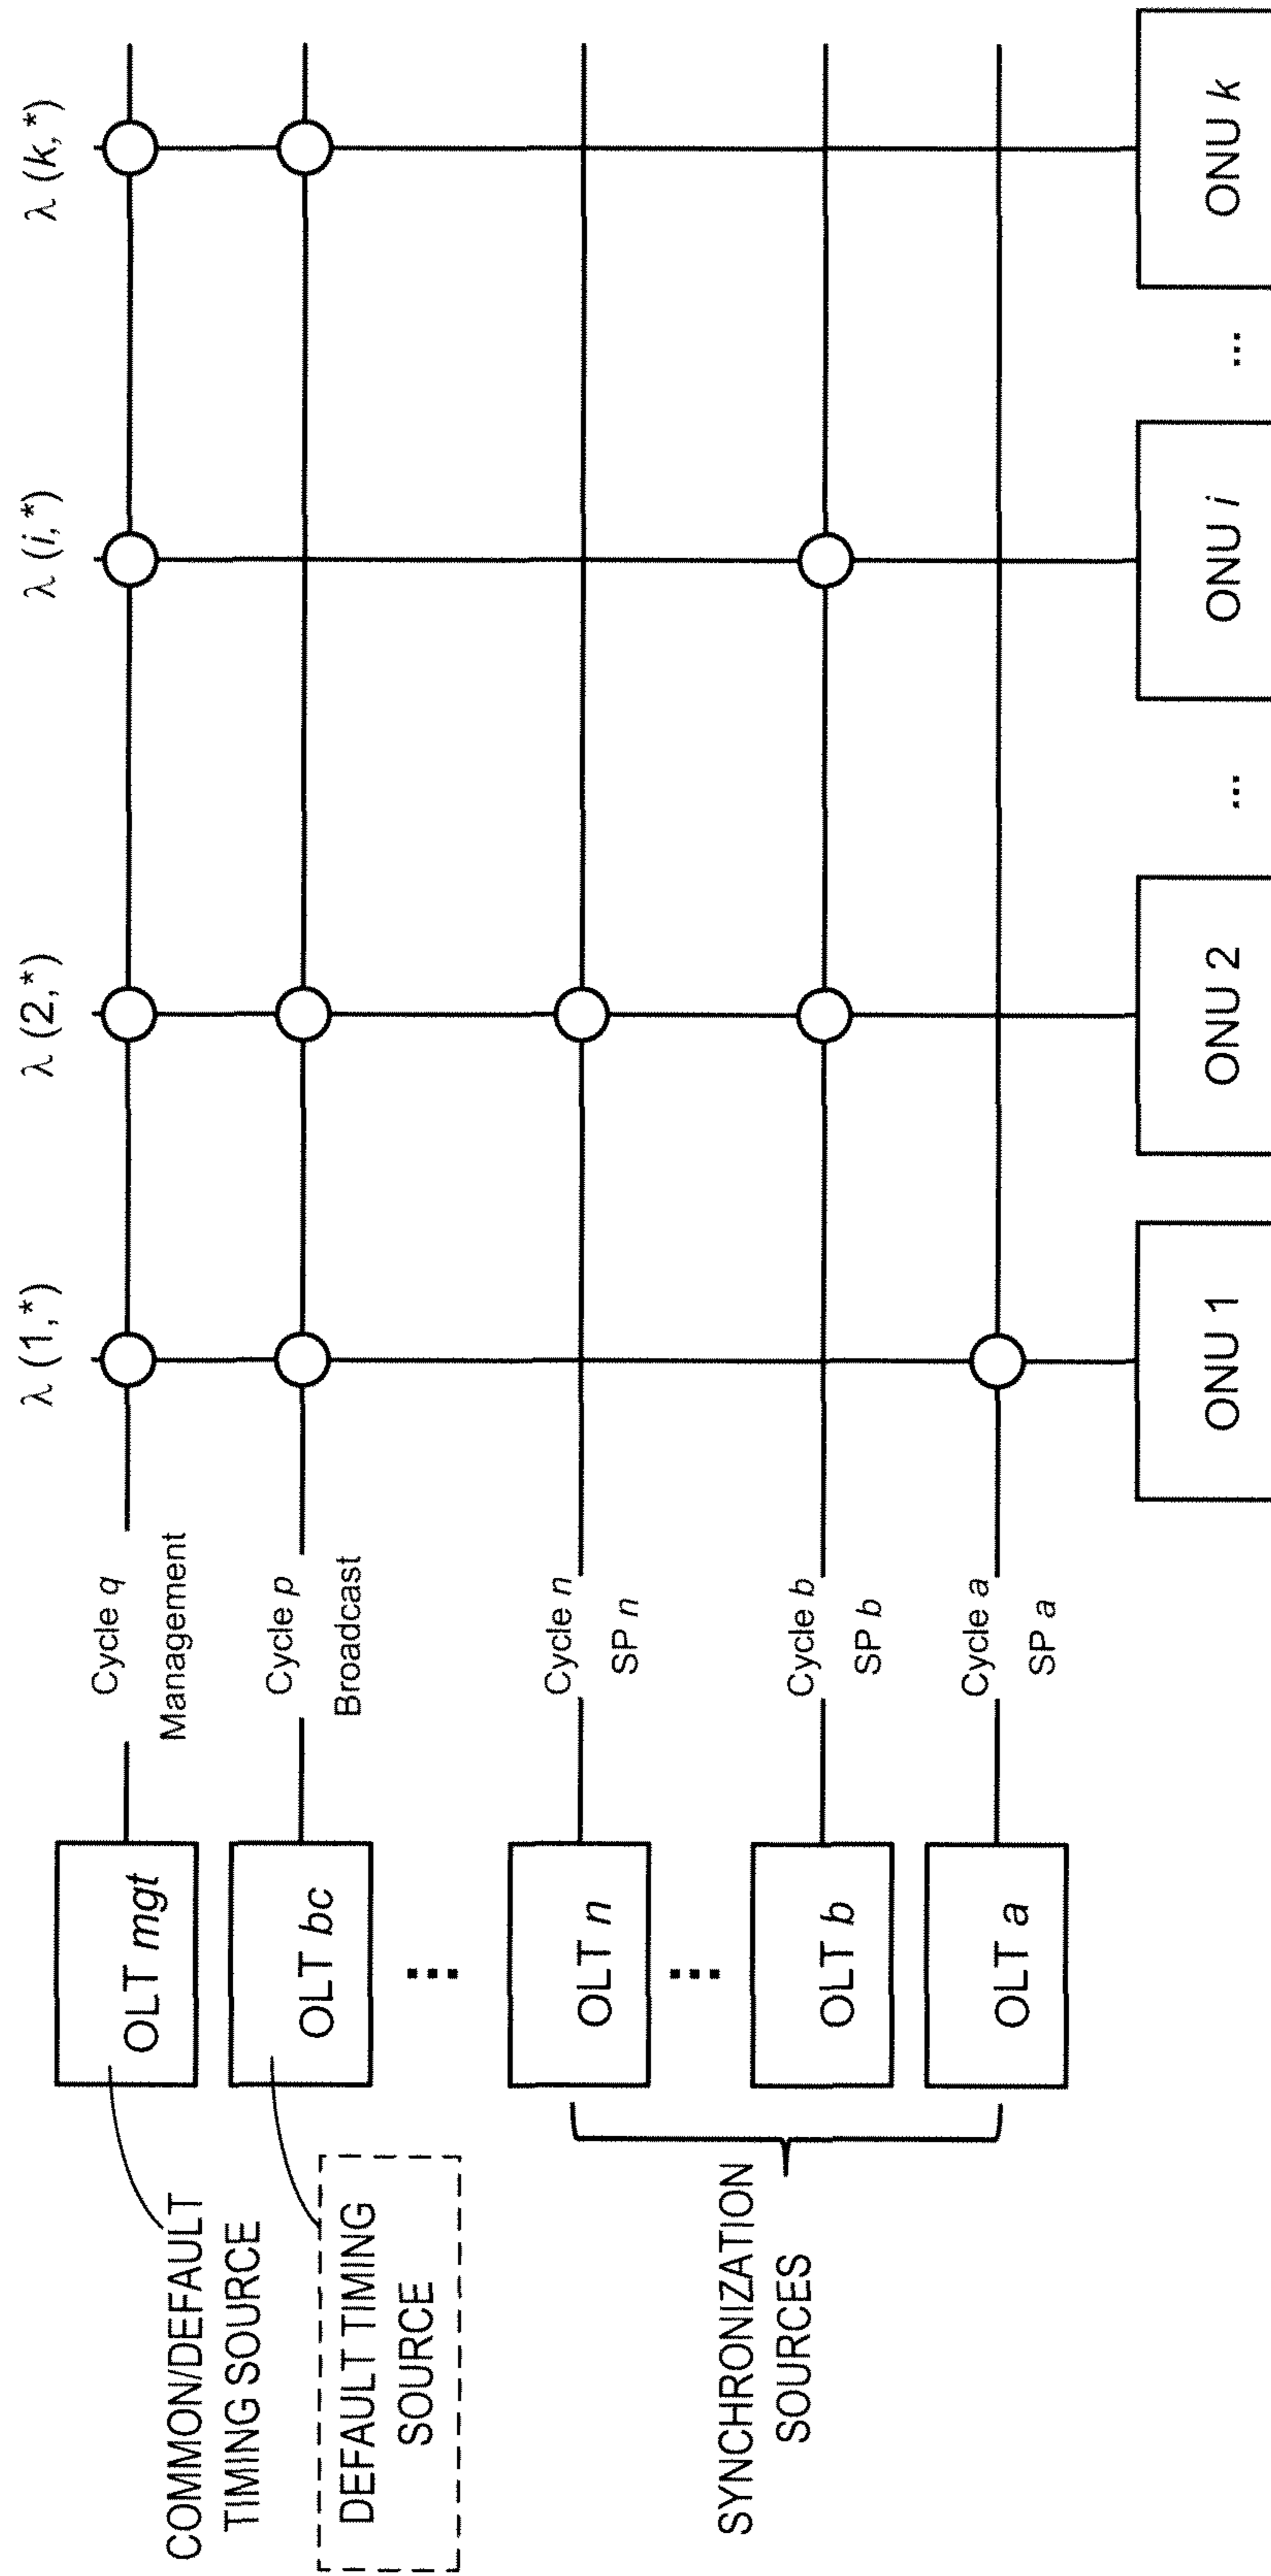 λ (1,*)
λ (2,*)
λ (i,*)
λ (k,*)
COMMON/DEFAULT
TIMING SOURCE
OLT mgt
Cycle q
Management
DEFAULT TIMING
SOURCE
OLT bc
Cycle p
Broadcast
...
SYNCHRONIZATION
SOURCES
OLT n
Cycle n
SP n
...
OLT b
Cycle b
SP b
OLT a
Cycle a
SP a
ONU 1
ONU 2
...
ONU i
...
ONU k